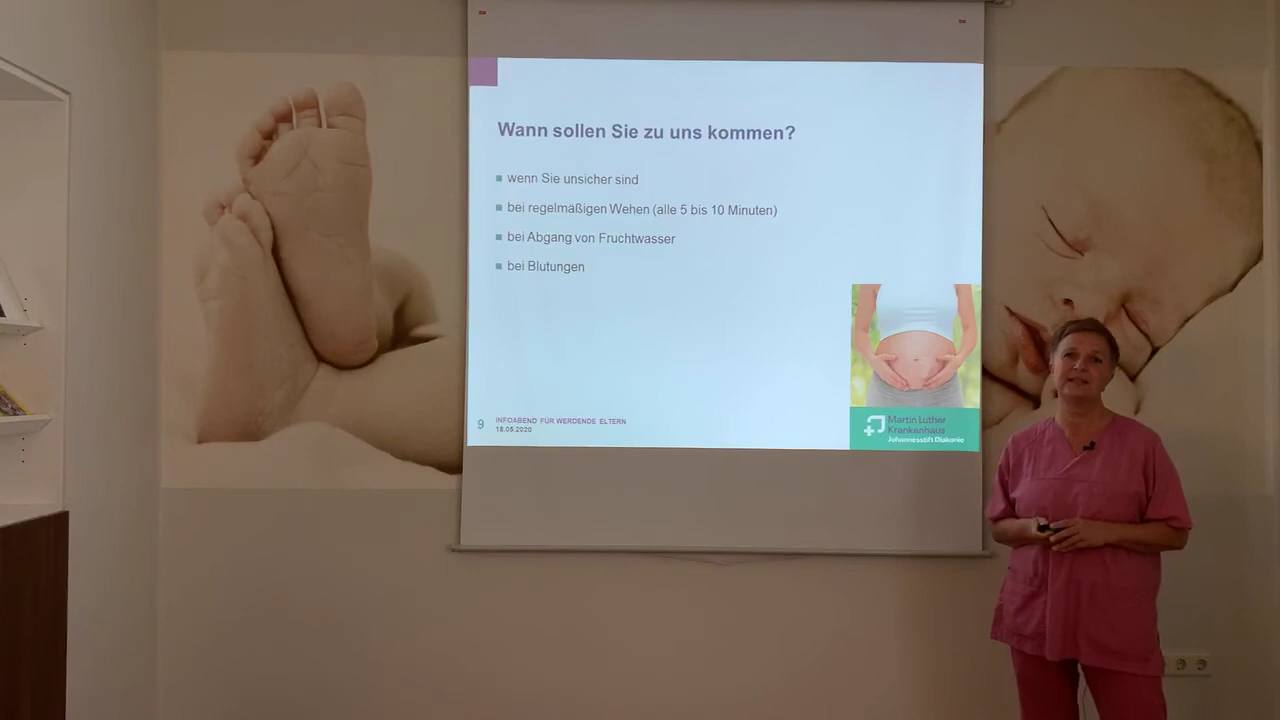 Wann sollen Sie zu uns kommen?
wenn Sie unsicher sind
bei regelmäßigen Wehen (alle 5 bis 10 Minuten)
bei Abgang von Fruchtwasser
bei Blutungen
9
INFOABEND FÜR WERDENDE ELTERN
18.05.2020
Martin Luther
Krankenhaus
Johannesstift Diakonie